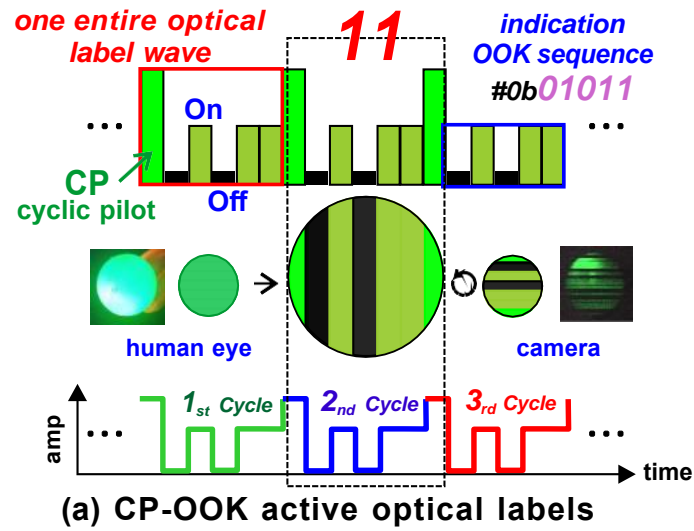 one entire optical
label wave
11
indication
OOK sequence
#0b01011
On
...
...
CP
cyclic pilot
Off
human eye
camera
1st Cycle
2nd Cycle
3rd Cycle
amp
...
...
time
(a) CP-OOK active optical labels